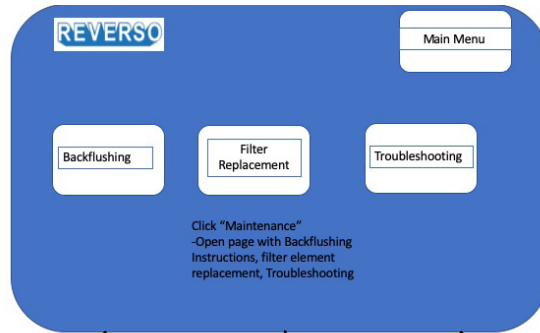 REVERSO
Main Menu
Backflushing
Filter
Replacement
Troubleshooting
Click “Maintenance”
-Open page with Backflushing
Instructions, filter element
replacement, Troubleshooting